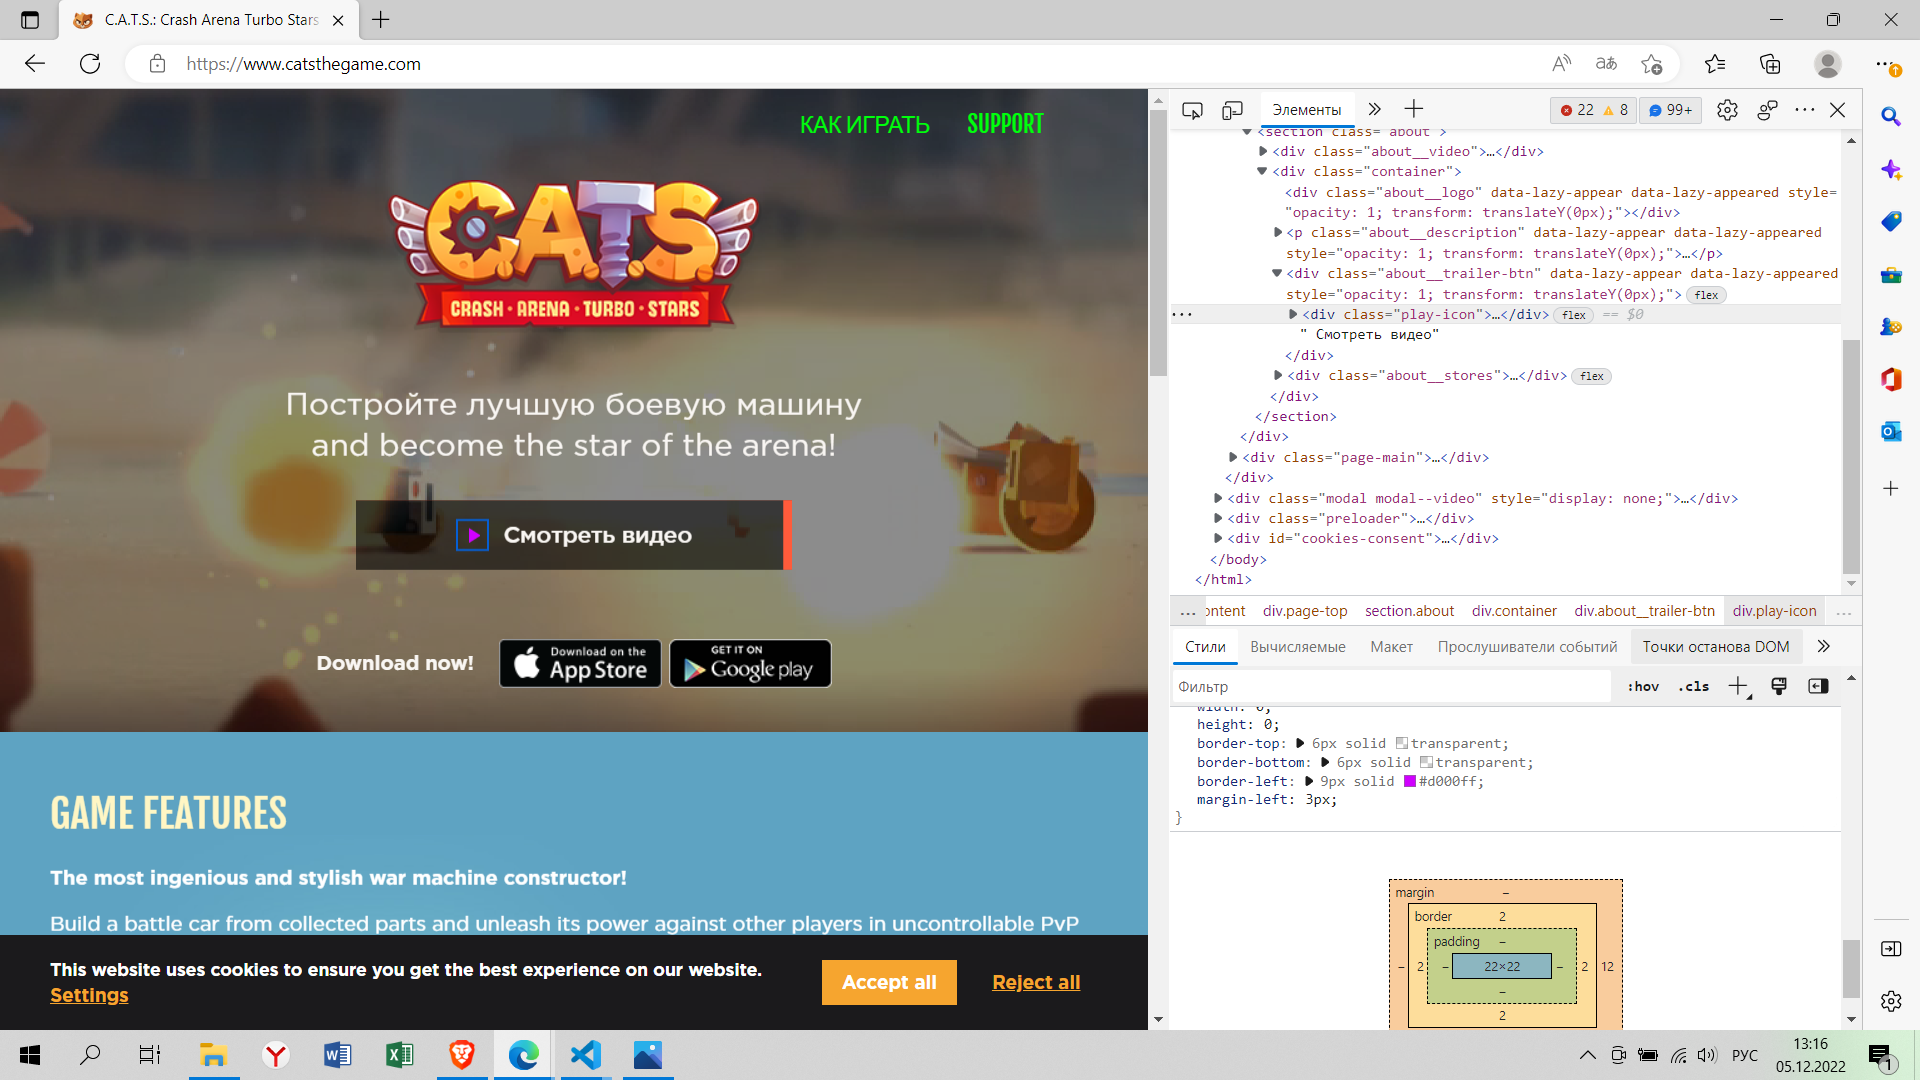 C.A.T.S.: Crash Arena Turbo Stars
https://www.catsthegame.com
КАК ИГРАТЬ SUPPORT
C.A.T.S
CRASH · ARENA · TURBO · STARS
Постройте лучшую боевую машину
and become the star of the arena!
Смотреть видео
Download now!
Download on the
App Store
GET IT ON
Google play
GAME FEATURES
The most ingenious and stylish war machine constructor!
Build a battle car from collected parts and unleash its power against other players in uncontrollable PvP
This website uses cookies to ensure you get the best experience on our website.
Settings
Accept all
Reject all
Элементы
22 8 99+
<section class="about">
<div class="about__video">…</div>
<div class="container">
<div class="about__logo" data-lazy-appear data-lazy-appeared style=
"opacity: 1; transform: translateY(0px);"></div>
<p class="about__description" data-lazy-appear data-lazy-appeared
style="opacity: 1; transform: translateY(0px);">…</p>
<div class="about__trailer-btn" data-lazy-appear data-lazy-appeared
style="opacity: 1; transform: translateY(0px);"> flex
<div class="play-icon">…</div> flex == $0
" Смотреть видео"
</div>
<div class="about__stores">…</div> flex
</div>
</section>
</div>
<div class="page-main">…</div>
</div>
<div class="modal modal--video" style="display: none;">…</div>
<div class="preloader">…</div>
<div id="cookies-consent">…</div>
</body>
</html>
... ontent div.page-top section.about div.container div.about__trailer-btn div.play-icon ...
Стили Вычисляемые Макет Прослушиватели событий Точки останова DOM
Фильтр :hov .cls
width: 0;
height: 0;
border-top: 6px solid transparent;
border-bottom: 6px solid transparent;
border-left: 9px solid #d000ff;
margin-left: 3px;
}
margin –
border 2
padding –
– 2 – 22×22 – 2 12
–
2
РУС
13:16
05.12.2022
1